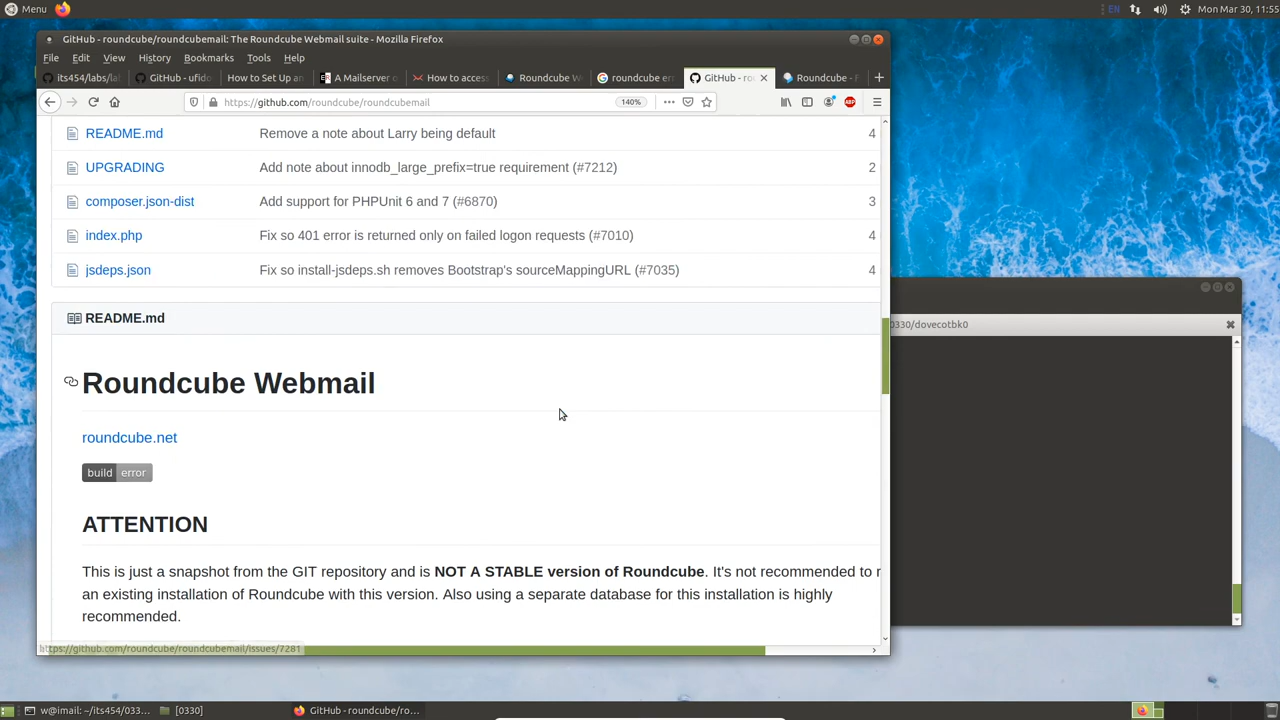 Menu
EN
Mon Mar 30, 11:55
GitHub - roundcube/roundcubemail: The Roundcube Webmail suite - Mozilla Firefox
File Edit View History Bookmarks Tools Help
its454/labs/la
GitHub - ufido
How to Set Up an
A Mailserver o
How to access
Roundcube W
roundcube er
GitHub - ro
Roundcube - F
https://github.com/roundcube/roundcubemail
140%
ABP
README.md Remove a note about Larry being default 4
UPGRADING Add note about innodb_large_prefix=true requirement (#7212) 2
composer.json-dist Add support for PHPUnit 6 and 7 (#6870) 3
index.php Fix so 401 error is returned only on failed logon requests (#7010) 4
jsdeps.json Fix so install-jsdeps.sh removes Bootstrap's sourceMappingURL (#7035) 4
0330/dovecotbk0
README.md
Roundcube Webmail
roundcube.net
build error
ATTENTION
This is just a snapshot from the GIT repository and is NOT A STABLE version of Roundcube. It's not recommended to r
an existing installation of Roundcube with this version. Also using a separate database for this installation is highly
recommended.
https://github.com/roundcube/roundcubemail/issues/7281
w@imail: ~/its454/033...
[0330]
GitHub - roundcube/ro...